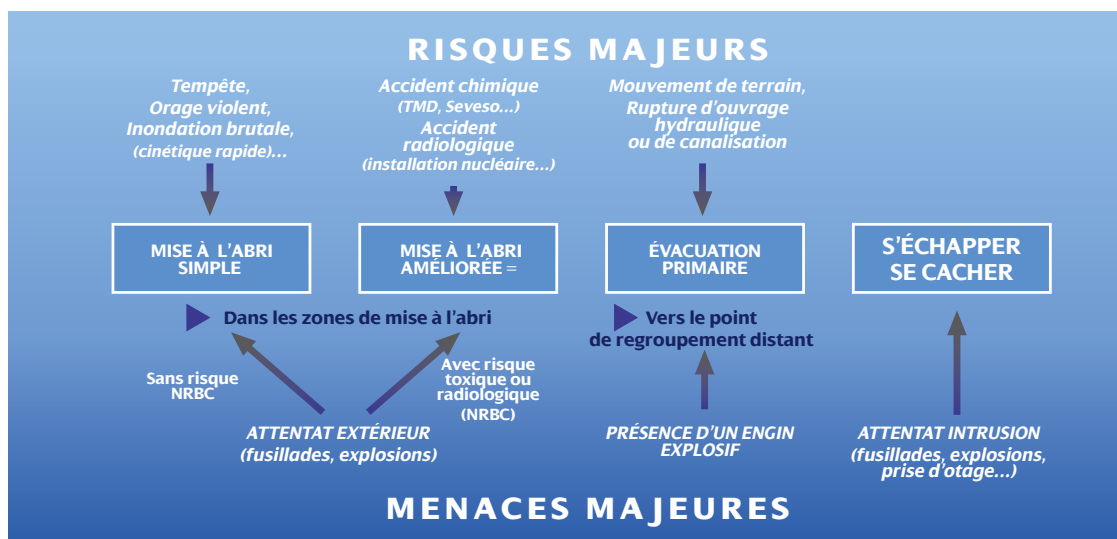 RISQUES MAJEURS
Tempête,
Orage violent,
Inondation brutale,
(cinétique rapide)...
Accident chimique
(TMD, Seveso...)
Accident
radiologique
(installation nucléaire...)
Mouvement de terrain,
Rupture d'ouvrage
hydraulique
ou de canalisation
MISE À L'ABRI
SIMPLE
MISE À L'ABRI
AMÉLIORÉE =
ÉVACUATION
PRIMAIRE
S'ÉCHAPPER
SE CACHER
Dans les zones de mise à l'abri
Vers le point
de regroupement distant
Sans risque
NRBC
Avec risque
toxique ou
radiologique
(NRBC)
ATTENTAT EXTÉRIEUR
(fusillades, explosions)
PRÉSENCE D'UN ENGIN
EXPLOSIF
ATTENTAT INTRUSION
(fusillades, explosions,
prise d'otage...)
MENACES MAJEURES